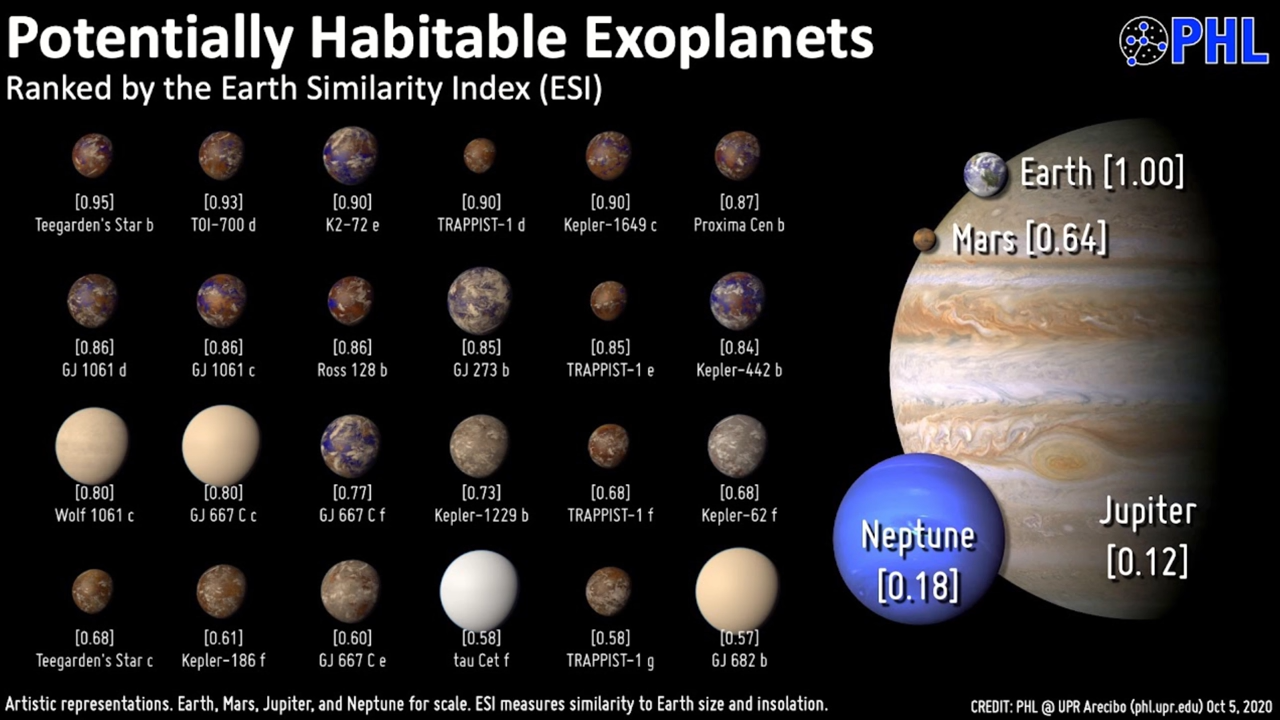 Potentially Habitable Exoplanets
PHL
Ranked by the Earth Similarity Index (ESI)
[0.95]
Teegarden's Star b
[0.93]
TOI-700 d
[0.90]
K2-72 e
[0.90]
TRAPPIST-1 d
[0.90]
Kepler-1649 c
[0.87]
Proxima Cen b
[0.86]
GJ 1061 d
[0.86]
GJ 1061 c
[0.86]
Ross 128 b
[0.85]
GJ 273 b
[0.85]
TRAPPIST-1 e
[0.84]
Kepler-442 b
[0.80]
Wolf 1061 c
[0.80]
GJ 667 C c
[0.77]
GJ 667 C f
[0.73]
Kepler-1229 b
[0.68]
TRAPPIST-1 f
[0.68]
Kepler-62 f
[0.68]
Teegarden's Star c
[0.61]
Kepler-186 f
[0.60]
GJ 667 C e
[0.58]
tau Cet f
[0.58]
TRAPPIST-1 g
[0.57]
GJ 682 b
Earth [1.00]
Mars [0.64]
Neptune
[0.18]
Jupiter
[0.12]
Artistic representations. Earth, Mars, Jupiter, and Neptune for scale. ESI measures similarity to Earth size and insolation.
CREDIT: PHL @ UPR Arecibo (phl.upr.edu) Oct 5, 2020